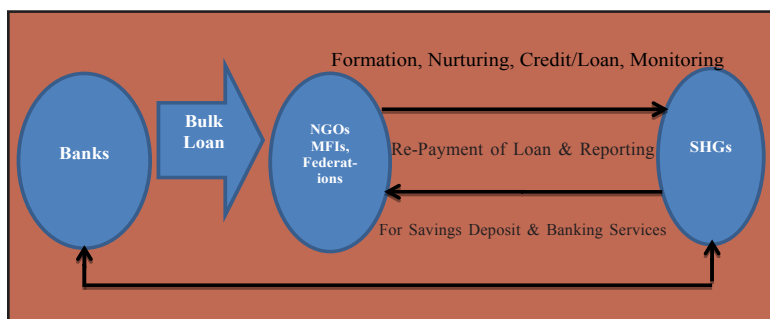 Formation, Nurturing, Credit/Loan, Monitoring
Banks
Bulk
Loan
NGOs
MFIs,
Federat-
ions
Re-Payment of Loan & Reporting
SHGs
For Savings Deposit & Banking Services